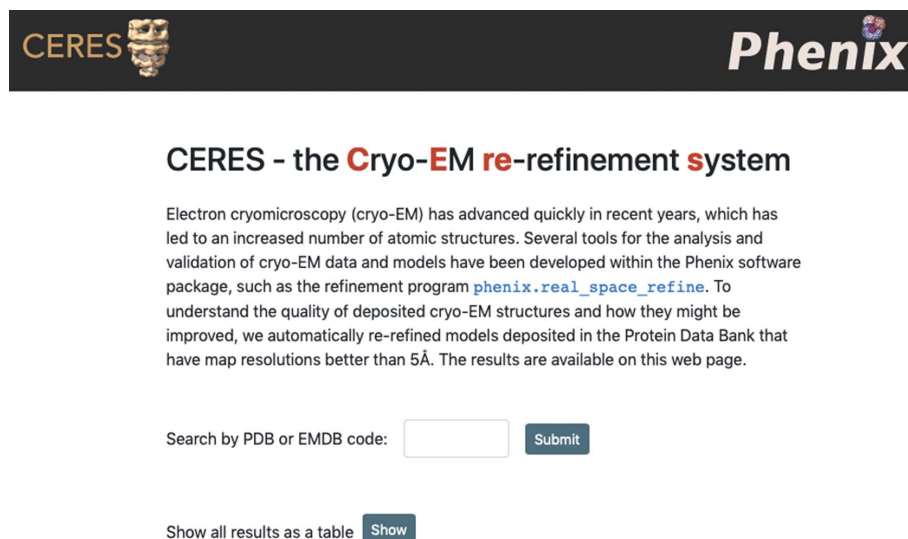 CERES
Phenix
CERES - the Cryo-EM re-refinement system
Electron cryomicroscopy (cryo-EM) has advanced quickly in recent years, which has
led to an increased number of atomic structures. Several tools for the analysis and
validation of cryo-EM data and models have been developed within the Phenix software
package, such as the refinement program phenix.real_space_refine. To
understand the quality of deposited cryo-EM structures and how they might be
improved, we automatically re-refined models deposited in the Protein Data Bank that
have map resolutions better than 5Å. The results are available on this web page.
Search by PDB or EMDB code: Submit
Show all results as a table Show